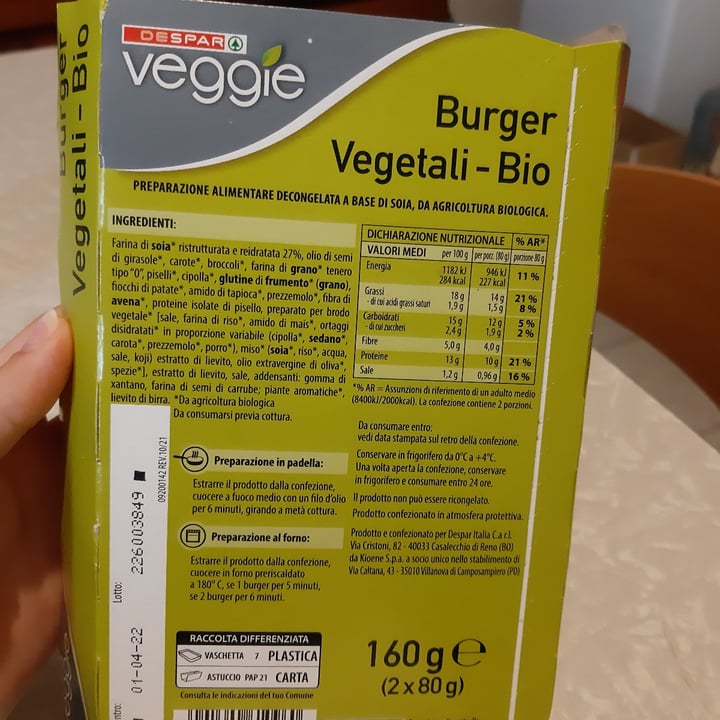 DESPAR
veggie
Burger
Vegetali - Bio
Burger
Vegetali - Bio
PREPARAZIONE ALIMENTARE DECONGELATA A BASE DI SOIA, DA AGRICOLTURA BIOLOGICA.
INGREDIENTI:
Farina di soia* ristrutturata e reidratata 27%, olio di semi
di girasole*, carote*, broccoli*, farina di grano* tenero
tipo"0", piselli*, cipolla*, glutine di frumento* (grano),
fiocchi di patate*, amido di tapioca*, prezzemolo*, fibra di
avena*, proteine isolate di pisello, preparato per brodo
vegetale* [sale, farina di riso*, amido di mais*, ortaggi
disidratati* in proporzione variabile (cipolla*, sedano*,
carota*, prezzemolo*, porro*), miso* (soia*, riso*, acqua,
sale, koji) estratto di lievito, olio extravergine di oliva*,
spezie*], estratto di lievito, sale, addensanti: gomma di
xantano, farina di semi di carrube; piante aromatiche*,
lievito di birra. *Da agricoltura biologica
Da consumarsi previa cottura.
DICHIARAZIONE NUTRIZIONALE % AR*
VALORI MEDI per 100 g per porz. (80 g) porzione 80 g
Energia 1182 kJ 946 kJ 11 %
284 kcal 227 kcal
Grassi 18 g 14 g 21 %
- di cui acidi grassi saturi 1,9 g 1,5 g 8 %
Carboidrati 15 g 12 g 5 %
- di cui zuccheri 2,4 g 1,9 g 2 %
Fibre 5,0 g 4,0 g
Proteine 13 g 10 g 21 %
Sale 1,2 g 0,96 g 16 %
*% AR = Assunzioni di riferimento di un adulto medio
(8400kJ/2000kcal). La confezione contiene 2 porzioni.
Da consumare entro:
vedi data stampata sul retro della confezione.
Conservare in frigorifero da 0°C a +4°C.
Una volta aperta la confezione, conservare
in frigorifero e consumare entro 24 ore.
Il prodotto non può essere ricongelato.
Prodotto confezionato in atmosfera protettiva.
Prodotto e confezionato per Despar Italia C.a r.l.
Via Cristoni, 82 - 40033 Casalecchio di Reno (BO)
da Kioene S.p.a. a socio unico nello stabilimento di
Via Caltana, 43 - 35010 Villanova di Camposampiero (PD)
Preparazione in padella:
Estrarre il prodotto dalla confezione,
cuocere a fuoco medio con un filo d'olio
per 6 minuti, girando a metà cottura.
Preparazione al forno:
Estrarre il prodotto dalla confezione,
cuocere in forno preriscaldato
a 180° C, se 1 burger per 5 minuti,
se 2 burger per 6 minuti.
09200142 REV.10/21
Lotto: 226003849
01-04-22
RACCOLTA DIFFERENZIATA
VASCHETTA 7 PLASTICA
ASTUCCIO PAP 21 CARTA
Consulta le indicazioni del tuo Comune
160 g e
(2 x 80 g)